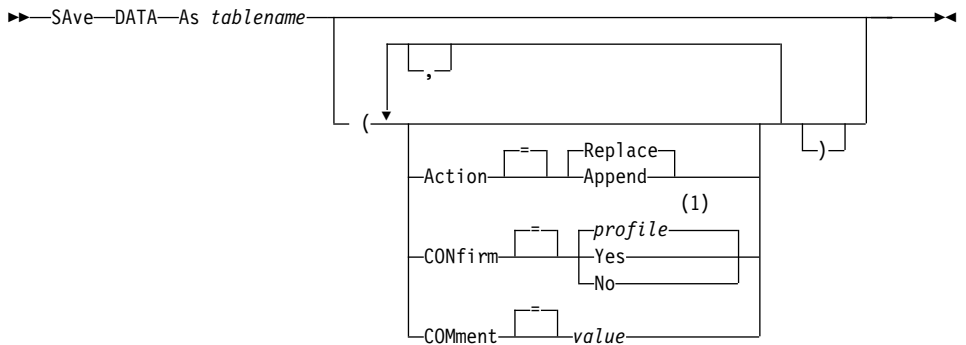 SAve DATA As tablename
,
(
)
= Replace
Action Append
(1)
= profile
CONfirm Yes
No
=
COMment value